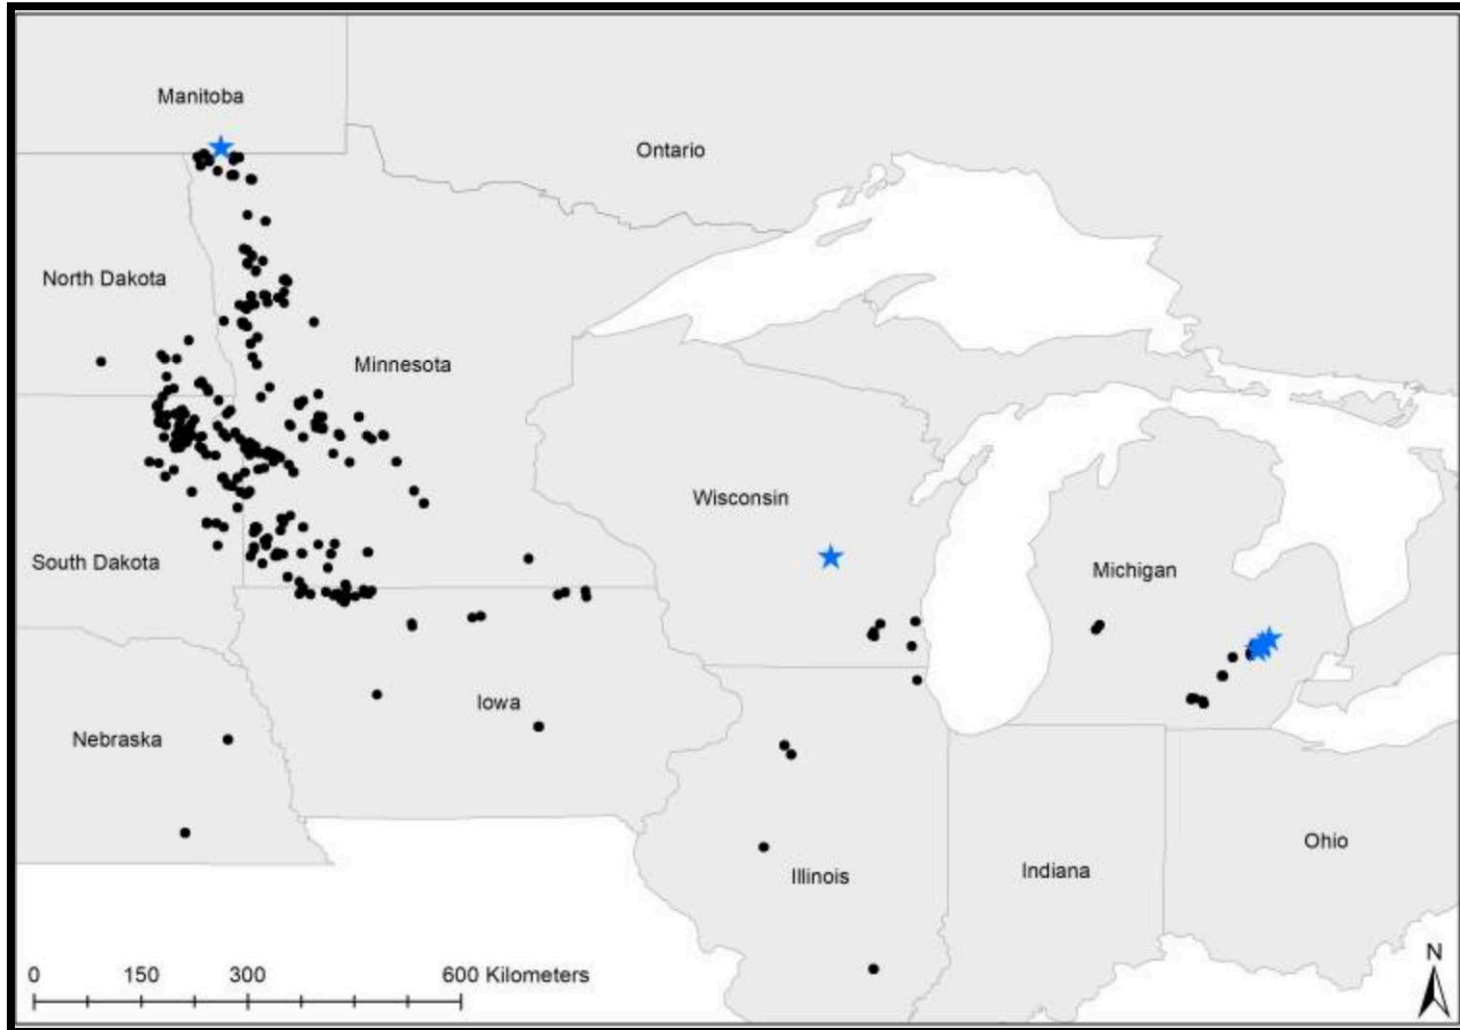 Manitoba
Ontario
North Dakota
Minnesota
Wisconsin
South Dakota
Michigan
Iowa
Nebraska
Ohio
Illinois
Indiana
N
0 150 300 600 Kilometers